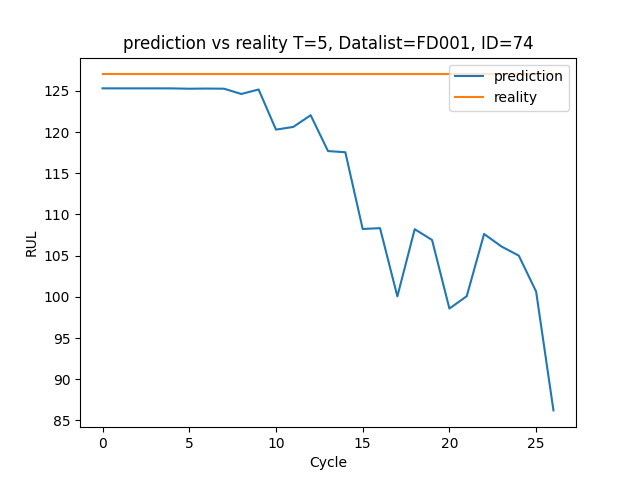 prediction vs reality T=5, Datalist=FD001, ID=74
prediction
reality
RUL
125
120
115
110
105
100
95
90
85
0 5 10 15 20 25
Cycle